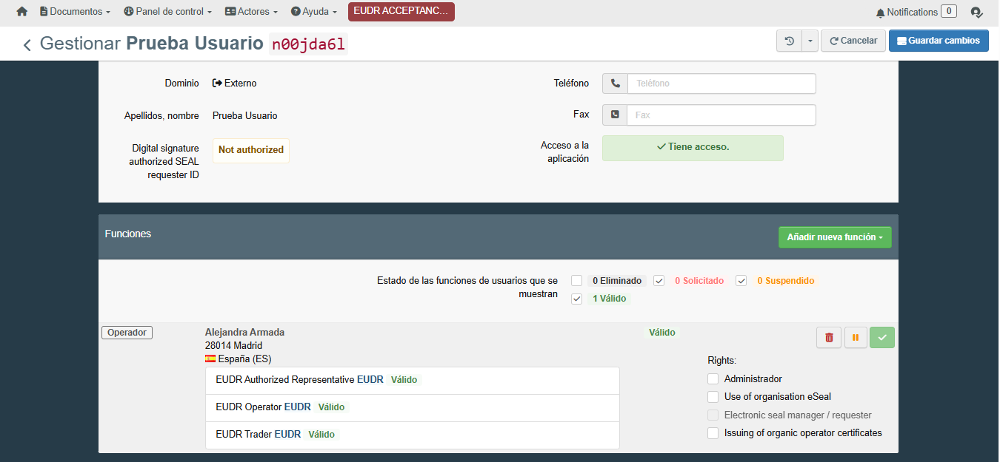 Documentos
Panel de control
Actores
Ayuda
EUDR ACCEPTANC...
Notifications 0
Gestionar Prueba Usuario n00jda6l
Cancelar
Guardar cambios
Dominio
Externo
Teléfono
Teléfono
Apellidos, nombre
Prueba Usuario
Fax
Fax
Digital signature
authorized SEAL
requester ID
Not authorized
Acceso a la
aplicación
Tiene acceso.
Funciones
Añadir nueva función
Estado de las funciones de usuarios que se
muestran
0 Eliminado
0 Solicitado
0 Suspendido
1 Válido
Operador
Alejandra Armada
28014 Madrid
España (ES)
Válido
EUDR Authorized Representative EUDR Válido
EUDR Operator EUDR Válido
EUDR Trader EUDR Válido
Rights:
Administrador
Use of organisation eSeal
Electronic seal manager / requester
Issuing of organic operator certificates